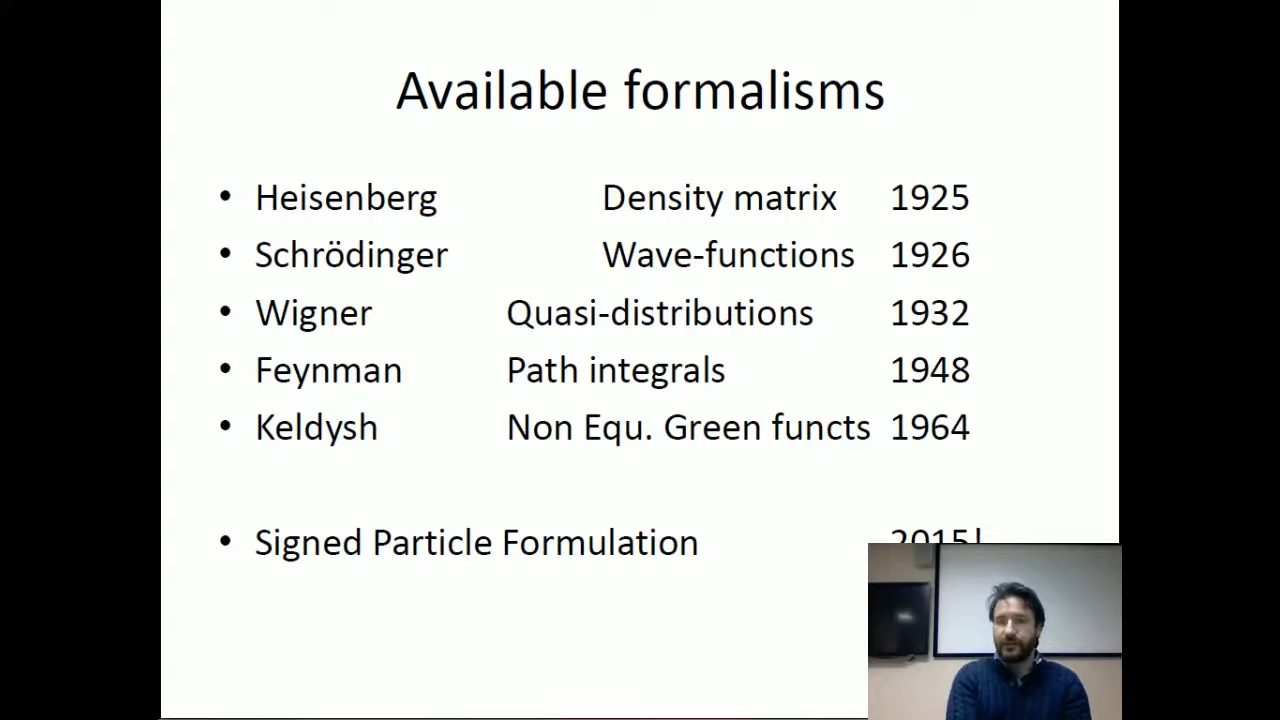 Available formalisms
• Heisenberg Density matrix 1925
• Schrödinger Wave-functions 1926
• Wigner Quasi-distributions 1932
• Feynman Path integrals 1948
• Keldysh Non Equ. Green functs 1964
• Signed Particle Formulation 2015!